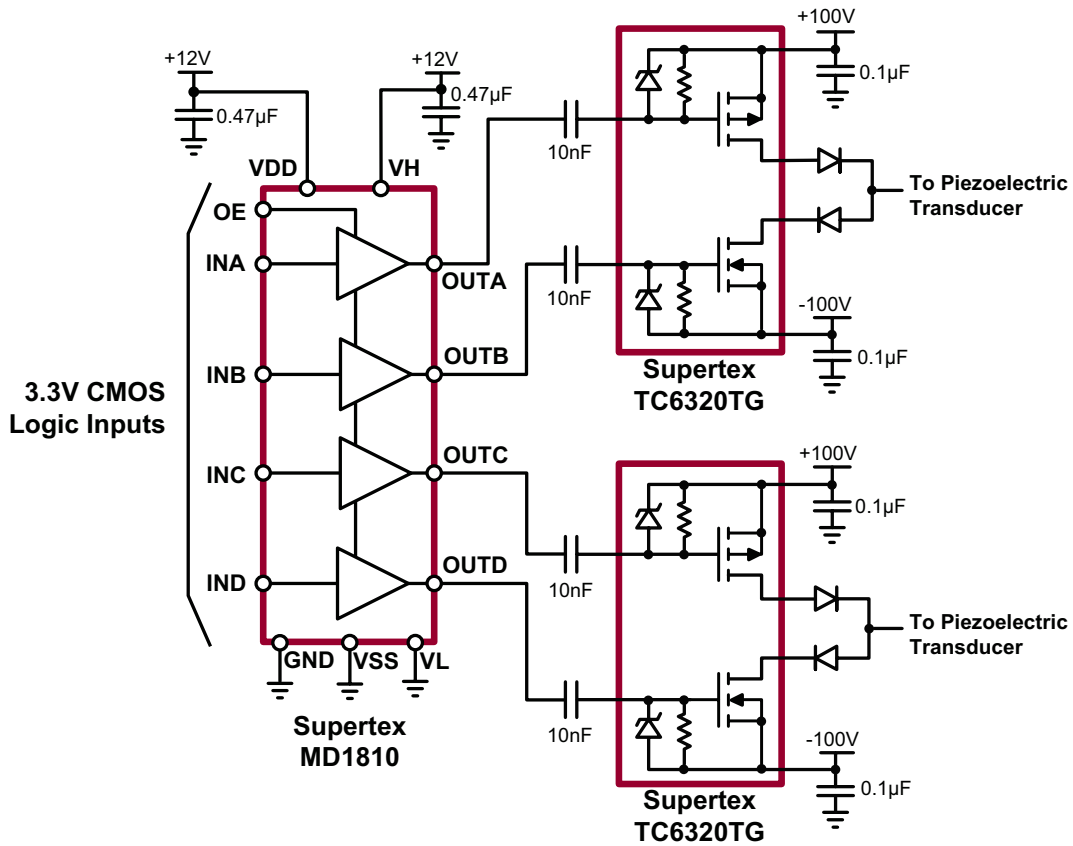 +12V
0.47µF
+12V
0.47µF
VDD
VH
OE
INA
INB
INC
IND
3.3V CMOS
Logic Inputs
OUTA
OUTB
OUTC
OUTD
GND
VSS
VL
Supertex
MD1810
10nF
10nF
10nF
10nF
+100V
0.1µF
To Piezoelectric
Transducer
-100V
0.1µF
Supertex
TC6320TG
+100V
0.1µF
To Piezoelectric
Transducer
-100V
0.1µF
Supertex
TC6320TG